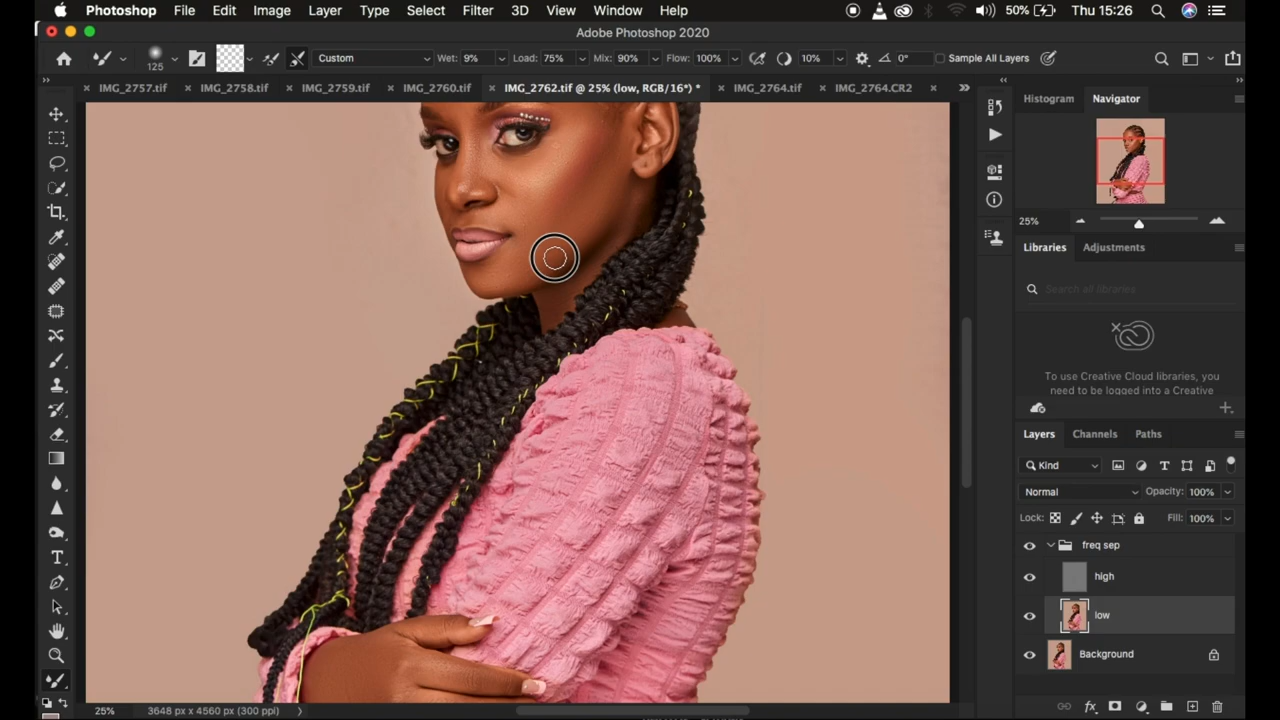 Photoshop File Edit Image Layer Type Select Filter 3D View Window Help 50% Thu 15:26
Adobe Photoshop 2020
125 Custom Wet: 9% Load: 75% Mix: 90% Flow: 100% 10% 0° Sample All Layers
IMG_2757.tif IMG_2758.tif IMG_2759.tif IMG_2760.tif IMG_2762.tif @ 25% (low, RGB/16*) * IMG_2764.tif IMG_2764.CR2
Histogram Navigator
25%
Libraries Adjustments
Search all libraries
To use Creative Cloud libraries, you
need to be logged into a Creative
Layers Channels Paths
Kind
Normal Opacity: 100%
Lock: Fill: 100%
freq sep
high
low
Background
25% 3648 px x 4560 px (300 ppi)